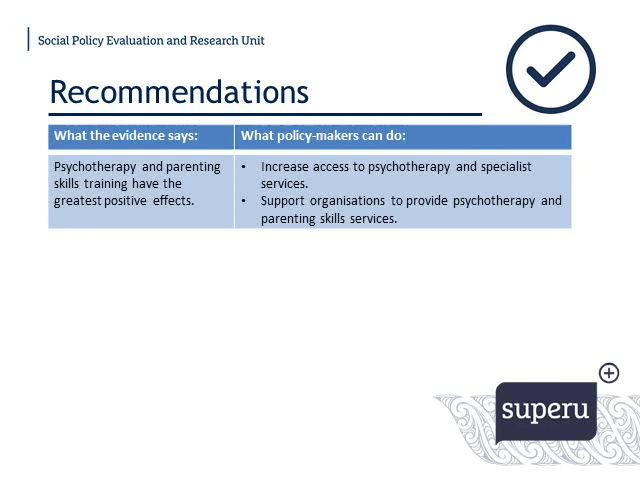 Social Policy Evaluation and Research Unit
Recommendations
What the evidence says:
What policy-makers can do:
Psychotherapy and parenting
skills training have the
greatest positive effects.
• Increase access to psychotherapy and specialist
services.
• Support organisations to provide psychotherapy and
parenting skills services.
superu